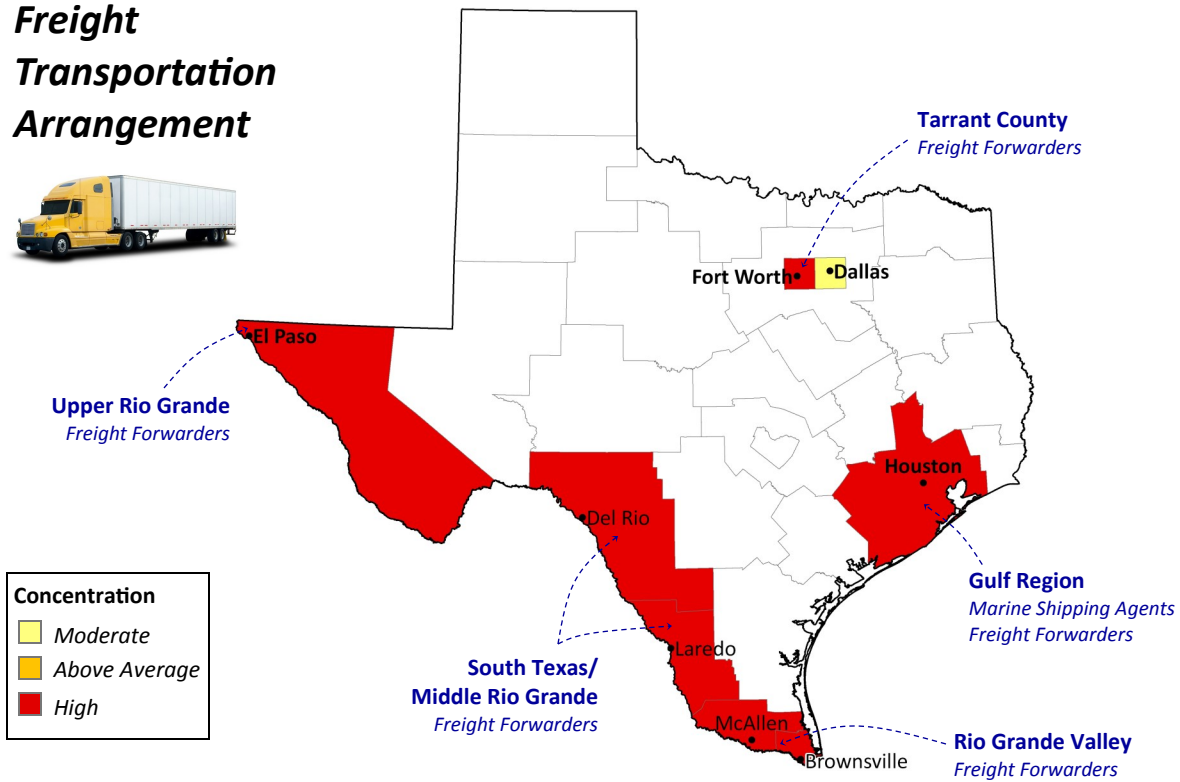 Freight
Transportation
Arrangement
Tarrant County
Freight Forwarders
Fort Worth
Dallas
El Paso
Upper Rio Grande
Freight Forwarders
Houston
Del Rio
Gulf Region
Marine Shipping Agents
Freight Forwarders
Concentration
Moderate
Above Average
High
Laredo
South Texas/
Middle Rio Grande
Freight Forwarders
McAllen
Brownsville
Rio Grande Valley
Freight Forwarders